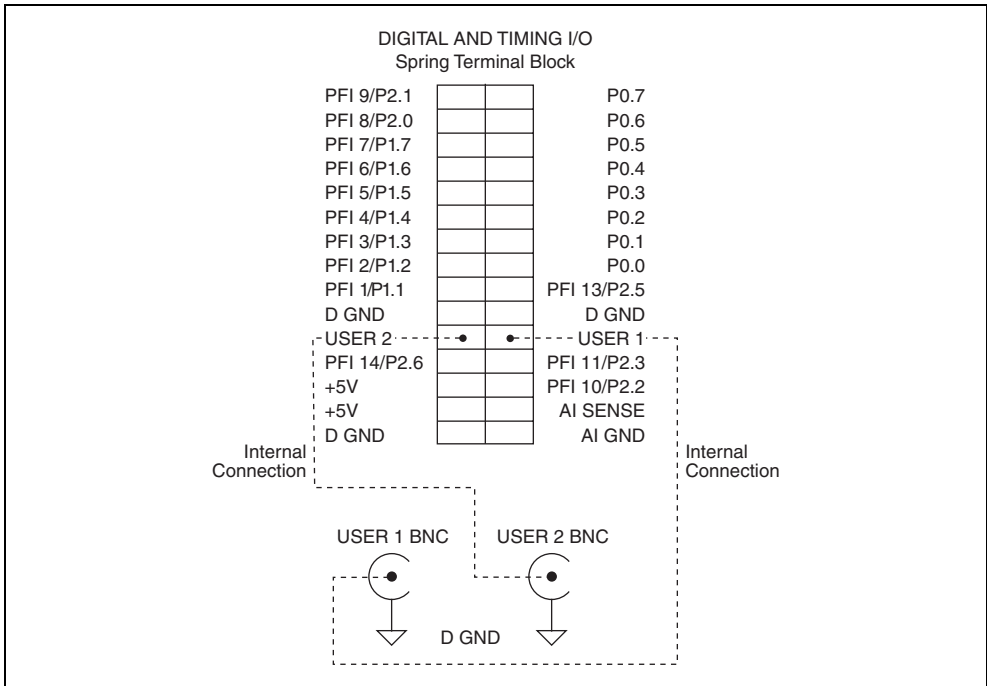 DIGITAL AND TIMING I/O
Spring Terminal Block
PFI 9/P2.1 P0.7
PFI 8/P2.0 P0.6
PFI 7/P1.7 P0.5
PFI 6/P1.6 P0.4
PFI 5/P1.5 P0.3
PFI 4/P1.4 P0.2
PFI 3/P1.3 P0.1
PFI 2/P1.2 P0.0
PFI 1/P1.1 PFI 13/P2.5
D GND D GND
USER 2 USER 1
PFI 14/P2.6 PFI 11/P2.3
+5V PFI 10/P2.2
+5V AI SENSE
D GND AI GND
Internal
Connection
Internal
Connection
USER 1 BNC USER 2 BNC
D GND